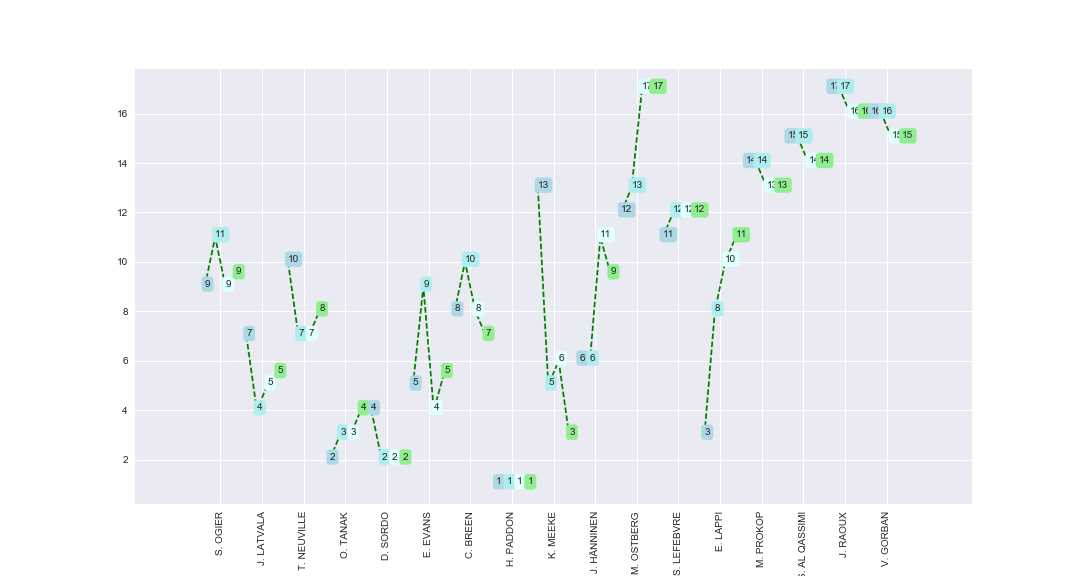 17 17 17 17
16 16 16 16 16 16
15 15 15 15
14 14 14 14
13 13 13 13
12 12 12 12 12
11 11 11 11
10 10 10 10
9 9 9 9 9
8 8 8 8 8
7 7 7 7
6 6 6 6
5 5 5 5 5
4 4 4 4 4
3 3 3 3
2 2 2 2 2
1 1 1 1
S. OGIER
J. LATVALA
T. NEUVILLE
O. TANAK
D. SORDO
E. EVANS
C. BREEN
H. PADDON
K. MEEKE
J. HANNINEN
M. OSTBERG
S. LEFEBVRE
E. LAPPI
M. PROKOP
S. AL QASSIMI
J. RAOUX
V. GORBAN